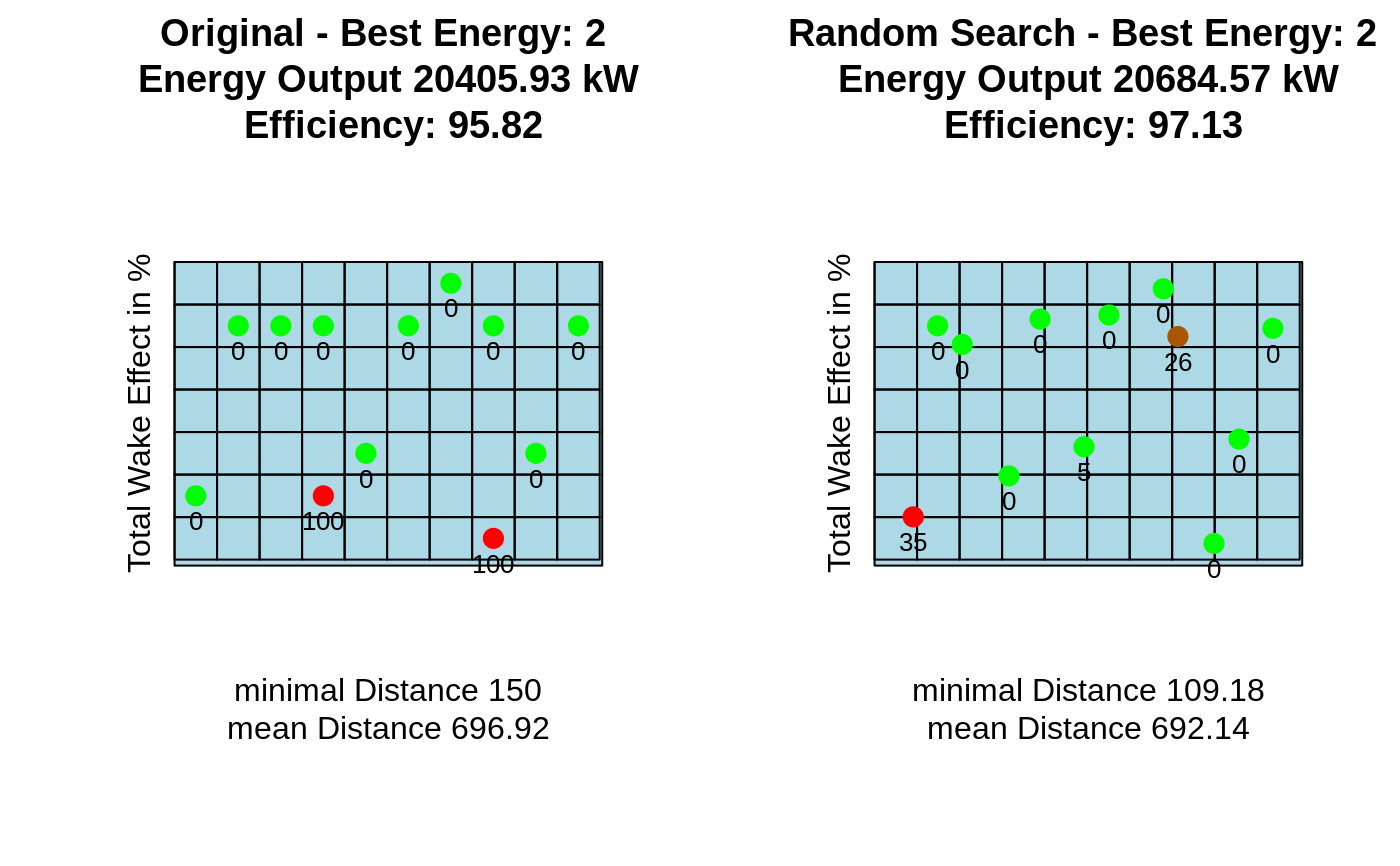 Original - Best Energy: 2
Energy Output 20405.93 kW
Efficiency: 95.82
Total Wake Effect in %
0
0
0
0
0
0
0
0
0
0
100
100
minimal Distance 150
mean Distance 696.92
Random Search - Best Energy: 2
Energy Output 20684.57 kW
Efficiency: 97.13
Total Wake Effect in %
0
0
0
0
0
0
26
0
0
5
0
35
0
minimal Distance 109.18
mean Distance 692.14